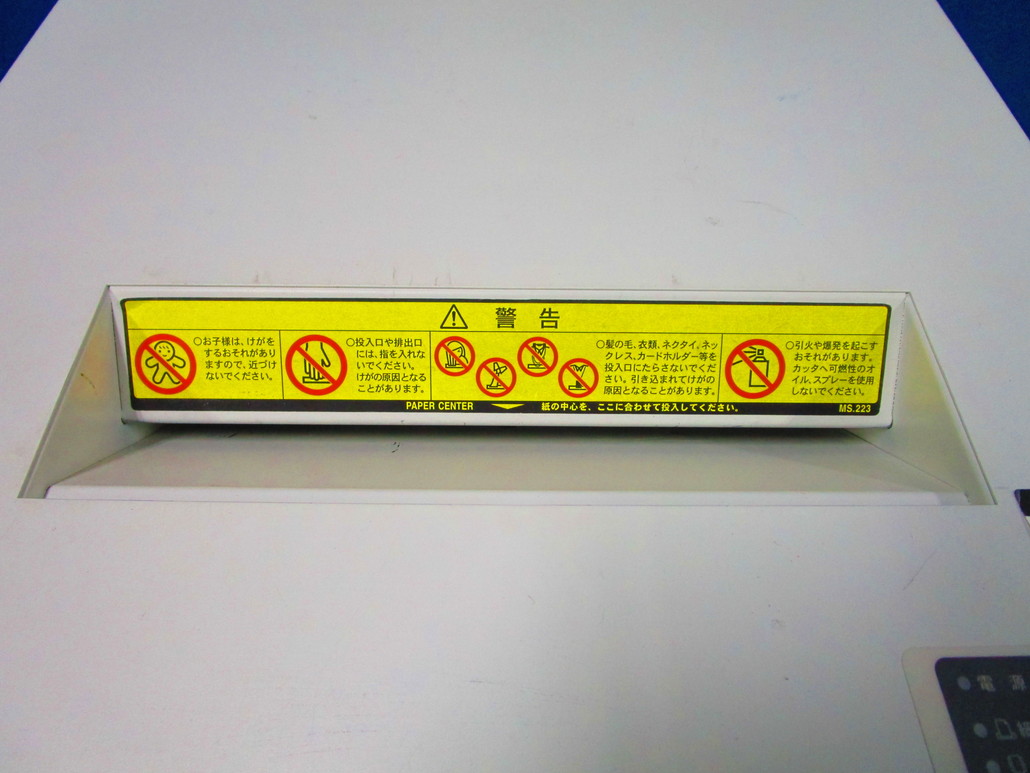 警告
○お子様は、けがを
するおそれがあり
ますので、近づけ
ないでください。
○投入口や排出口
には、指を入れな
いでください。
けがの原因となる
ことがあります。
○髪の毛、衣類、ネクタイ、ネッ
クレス、カードホルダー等を
投入口にたらさないでくだ
さい。引き込まれてけがの
原因となることがあります。
○引火や爆発を起こす
おそれがあります。
カッタへ可燃性のオ
イル、スプレーを使用
しないでください。
PAPER CENTER 紙の中心を、ここに合わせて投入してください。
MS.223
電源